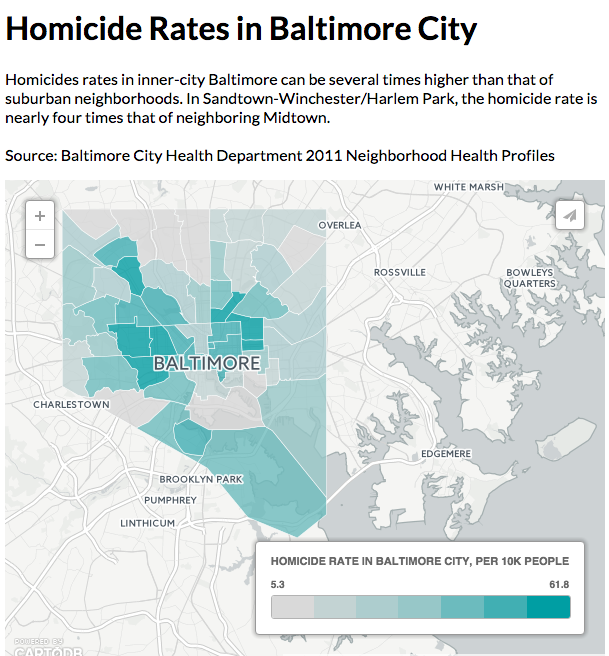 Homicide Rates in Baltimore City
Homicides rates in inner-city Baltimore can be several times higher than that of
suburban neighborhoods. In Sandtown-Winchester/Harlem Park, the homicide rate is
nearly four times that of neighboring Midtown.
Source: Baltimore City Health Department 2011 Neighborhood Health Profiles
WHITE MARSH
+
−
OVERLEA
ROSSVILLE
BOWLEYS
QUARTERS
BALTIMORE
CHARLESTOWN
EDGEMERE
BROOKLYN PARK
PUMPHREY
LINTHICUM
HOMICIDE RATE IN BALTIMORE CITY, PER 10K PEOPLE
5.3 61.8
POWERED BY
CARTODB